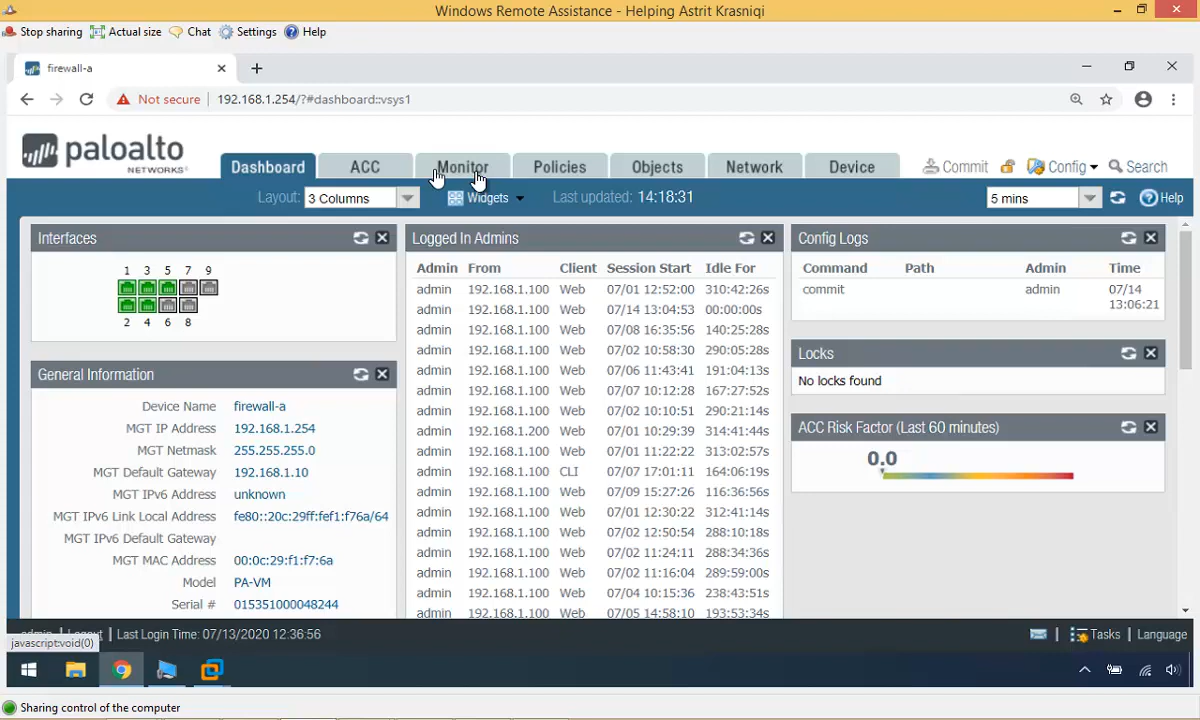 Windows Remote Assistance - Helping Astrit Krasniqi
Stop sharing Actual size Chat Settings Help
firewall-a
Not secure | 192.168.1.254/?#dashboard::vsys1
paloalto NETWORKS Dashboard ACC Monitor Policies Objects Network Device Commit Config Search
Layout: 3 Columns Widgets Last updated: 14:18:31 5 mins Help
Interfaces
1 3 5 7 9
2 4 6 8
General Information
Device Name firewall-a
MGT IP Address 192.168.1.254
MGT Netmask 255.255.255.0
MGT Default Gateway 192.168.1.10
MGT IPv6 Address unknown
MGT IPv6 Link Local Address fe80::20c:29ff:fef1:f76a/64
MGT IPv6 Default Gateway
MGT MAC Address 00:0c:29:f1:f7:6a
Model PA-VM
Serial # 015351000048244
Logged In Admins
Admin From Client Session Start Idle For
admin 192.168.1.100 Web 07/01 12:52:00 310:42:26s
admin 192.168.1.100 Web 07/14 13:04:53 00:00:00s
admin 192.168.1.100 Web 07/08 16:35:56 140:25:28s
admin 192.168.1.100 Web 07/02 10:58:30 290:05:28s
admin 192.168.1.100 Web 07/06 11:43:41 191:04:13s
admin 192.168.1.100 Web 07/10 10:12:28 167:27:52s
admin 192.168.1.100 Web 07/02 10:10:51 290:21:14s
admin 192.168.1.200 Web 07/01 10:29:39 314:41:44s
admin 192.168.1.100 Web 07/01 11:22:22 313:02:57s
admin 192.168.1.100 CLI 07/07 17:01:11 164:06:19s
admin 192.168.1.100 Web 07/09 15:27:26 116:36:56s
admin 192.168.1.100 Web 07/01 12:30:22 312:41:14s
admin 192.168.1.100 Web 07/02 12:50:54 288:10:18s
admin 192.168.1.100 Web 07/02 11:24:11 288:34:36s
admin 192.168.1.100 Web 07/02 11:16:04 289:59:00s
admin 192.168.1.100 Web 07/04 10:15:36 238:43:51s
admin 192.168.1.100 Web 07/05 14:58:10 193:53:34s
Config Logs
Command Path Admin Time
commit admin 07/14
13:06:21
Locks
No locks found
ACC Risk Factor (Last 60 minutes)
0.0
admin | Logout | Last Login Time: 07/13/2020 12:36:56 | Tasks | Language
javascript:void(0)
Sharing control of the computer